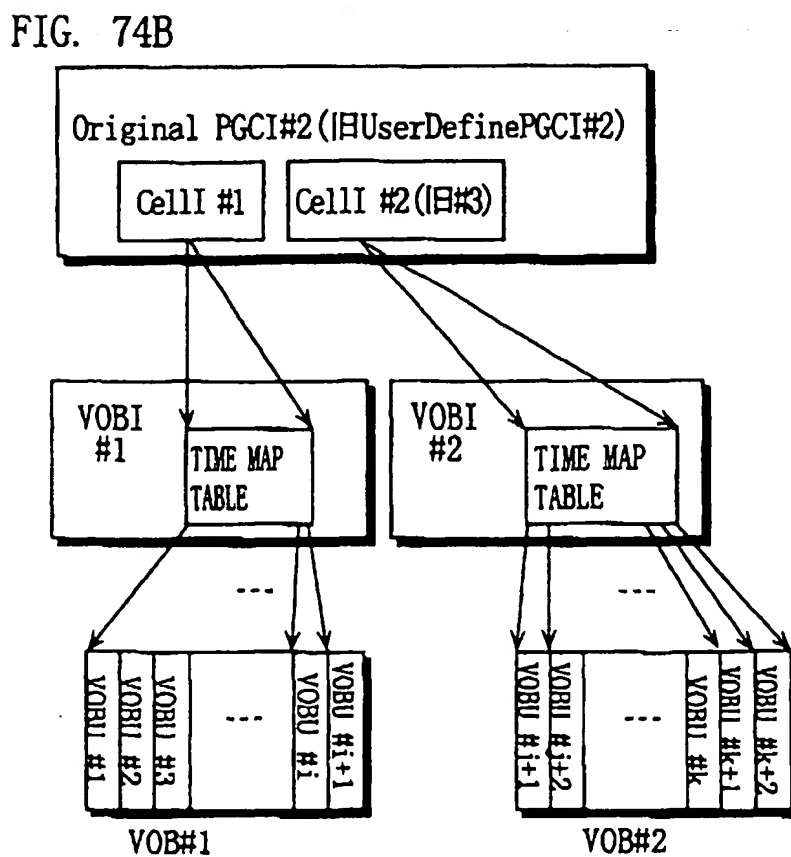 FIG. 74B
Original PGCI#2(旧UserDefinePGCI#2)
CellI #1
CellI #2(旧#3)
VOBI
#1
TIME MAP
TABLE
VOBI
#2
TIME MAP
TABLE
---
---
VOBU #1
VOBU #2
VOBU #3
---
VOBU #i
VOBU #i+1
VOBU #j+1
VOBU #j+2
---
VOBU #k
VOBU #k+1
VOBU #k+2
VOB#1
VOB#2